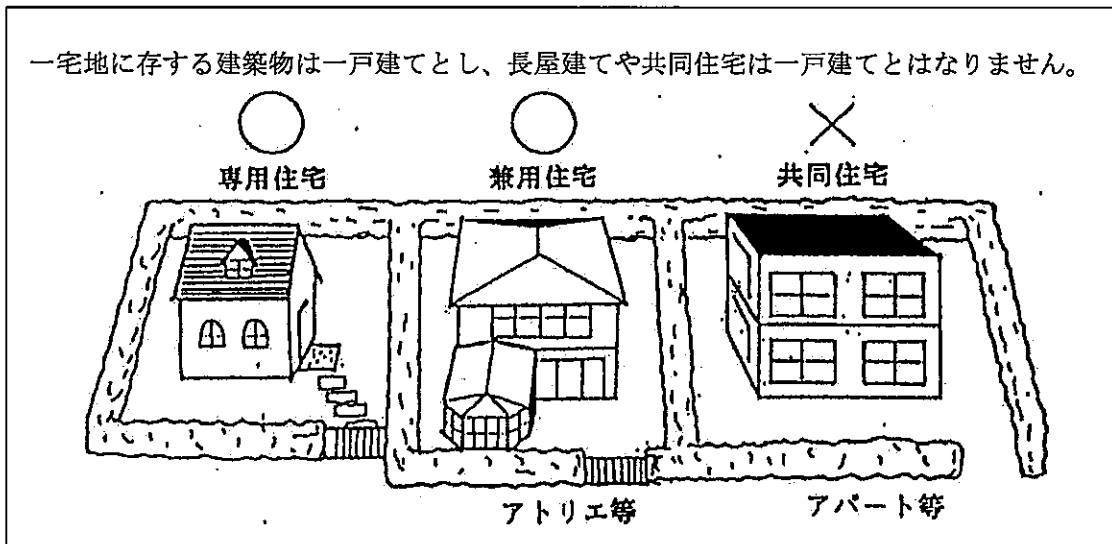 一宅地に存する建築物は一戸建てとし、長屋建てや共同住宅は一戸建てとはなりません。
専用住宅
兼用住宅
共同住宅
アトリエ等
アパート等